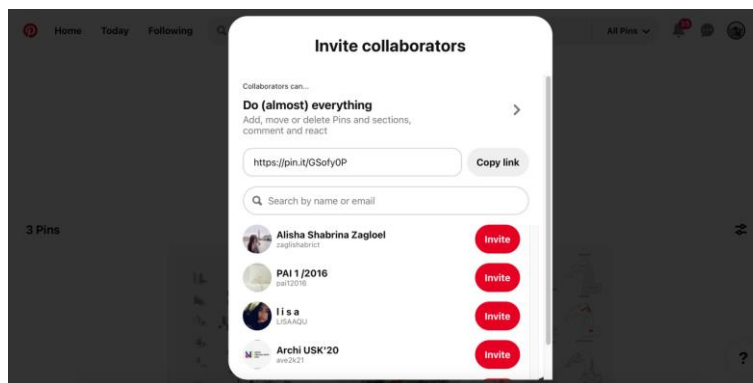 Home Today Following
All Pins
Invite collaborators
Collaborators can...
Do (almost) everything
Add, move or delete Pins and sections,
comment and react
https://pin.it/GSofy0P Copy link
Search by name or email
3 Pins
Alisha Shabrina Zagloel
zaglishabrict
Invite
PAI 1 /2016
pai12016
Invite
l i s a
LISAAQU
Invite
Archi USK'20
ave2k21
Invite
?